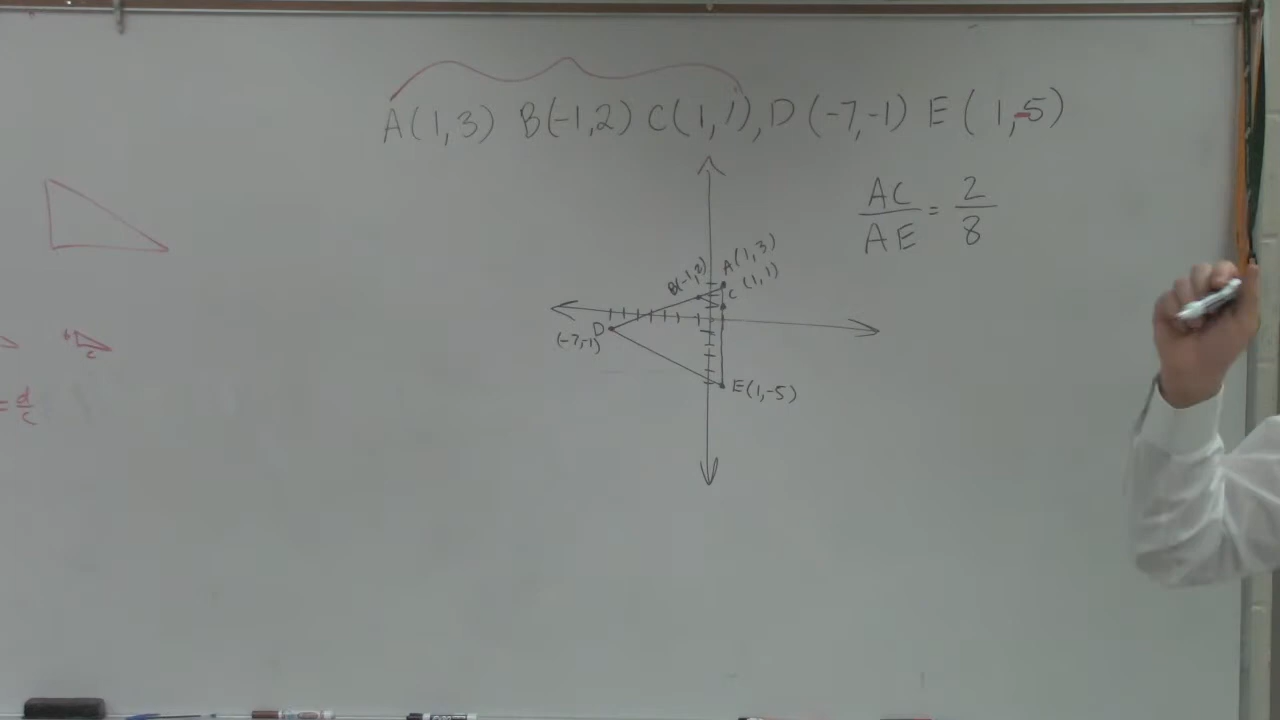 A(1,3) B(-1,2) C(1,1), D(-7,-1) E(1,-5)
AC/AE = 2/8
A(1,3)
B(-1,2)
C(1,1)
D
(-7,-1)
E(1,-5)
b
c
= d/c